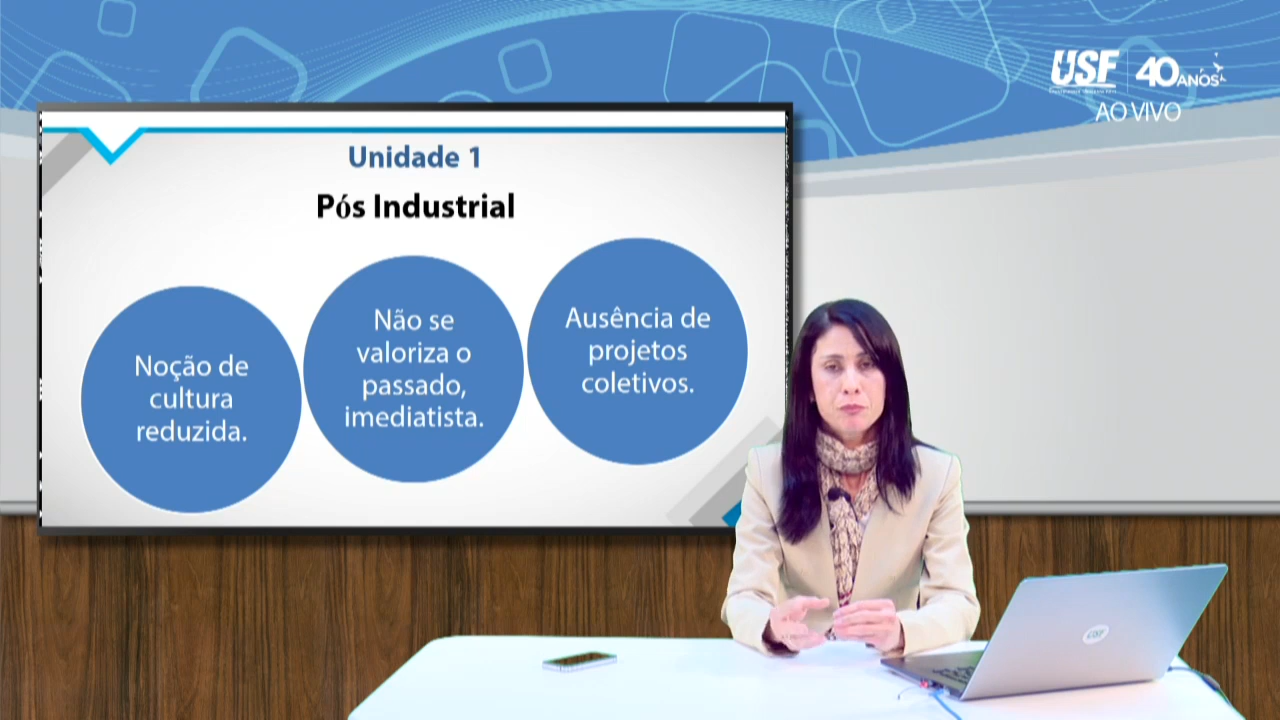 USF 40 ANOS
AO VIVO
Unidade 1
Pós Industrial
Noção de
cultura
reduzida.
Não se
valoriza o
passado,
imediatista.
Ausência de
projetos
coletivos.
USF